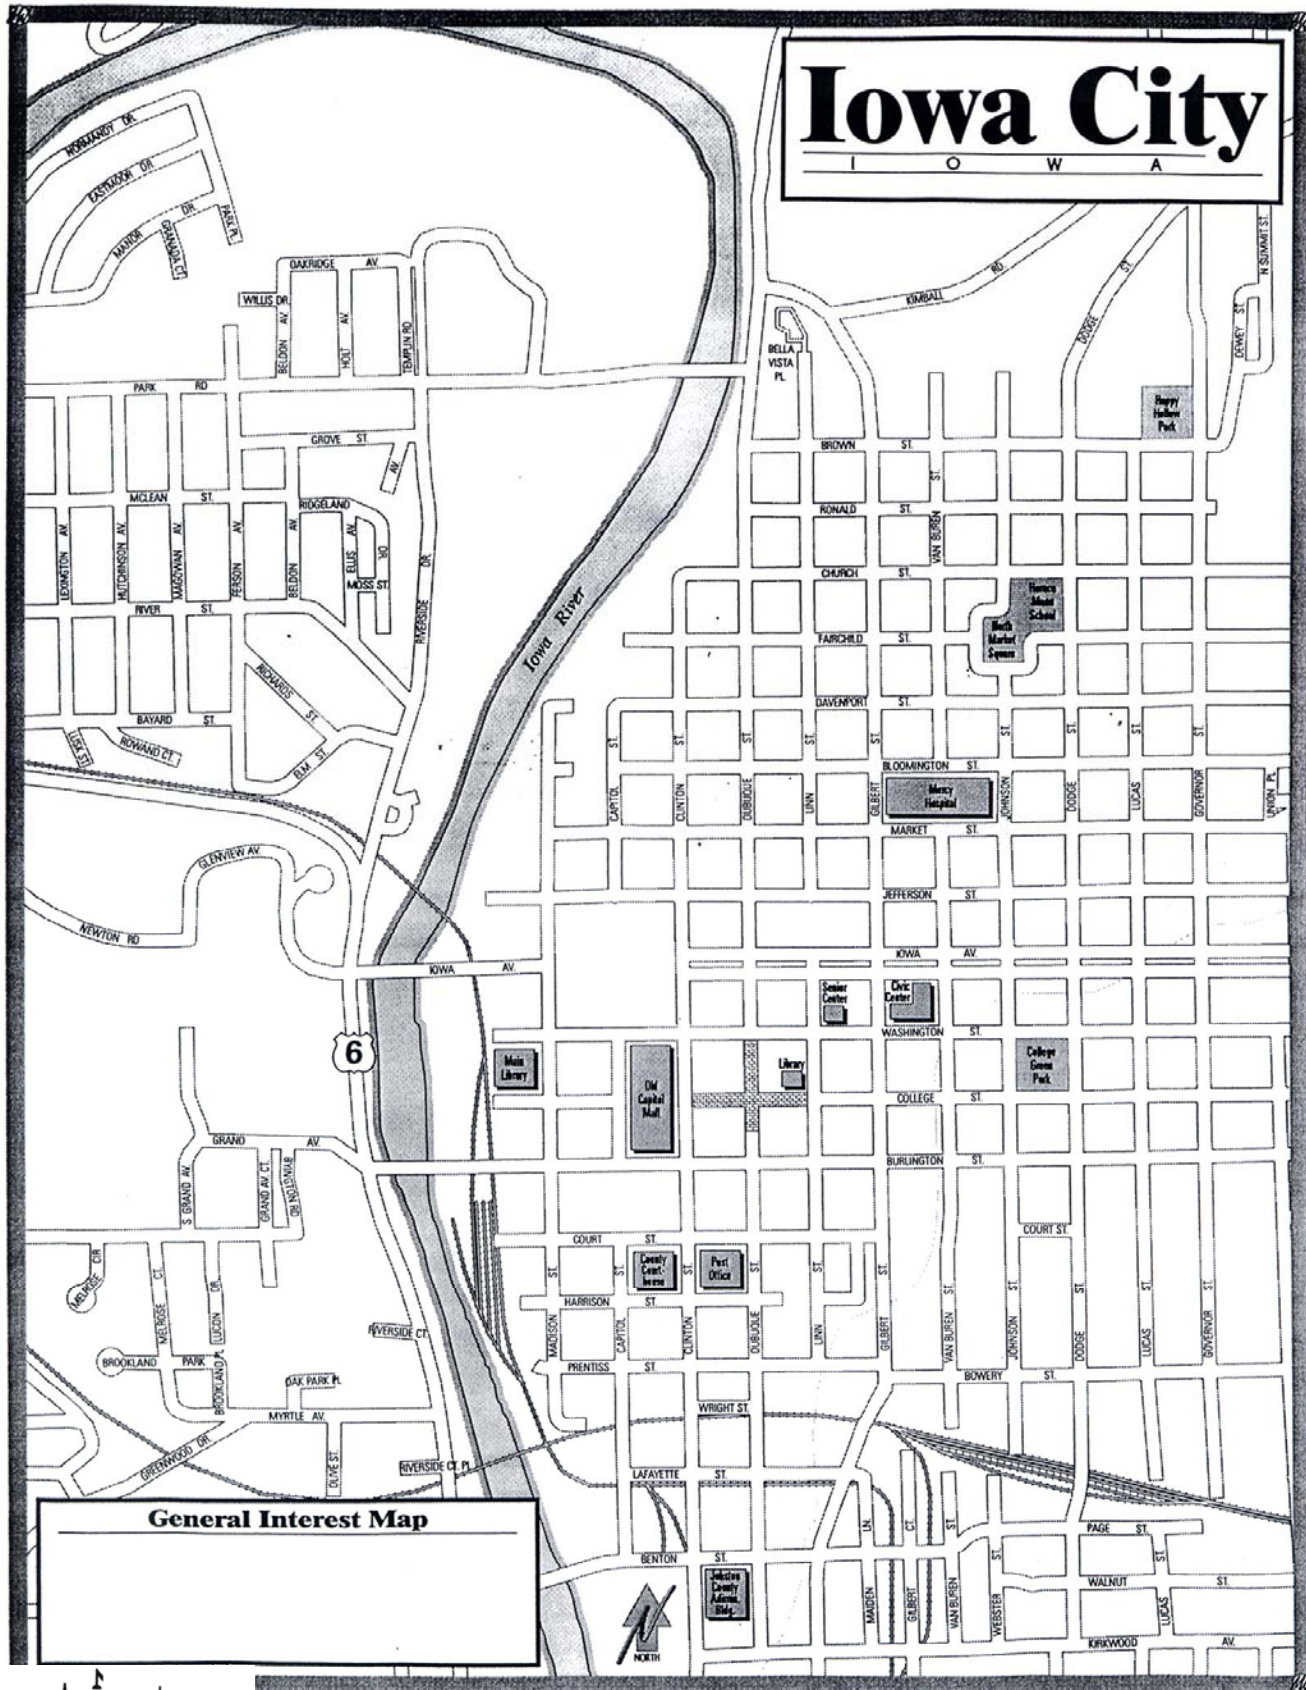 Iowa City
I O W A
NORMANDY DR.
EASTMOOR DR.
MANOR DR.
GRANADA CT.
PARK PL.
OAKRIDGE AV.
WILLIS DR.
BELDON AV.
HOLT AV.
TEMPLIN RD
KIMBALL RD.
DODGE ST.
N SUMMIT ST.
DEWEY ST.
BELLA
VISTA
PL.
PARK RD
Happy
Hollow
Park
GROVE ST.
AV.
BROWN ST.
MCLEAN ST.
RIDGELAND
RONALD ST.
ST.
VAN BUREN
LEXINGTON AV.
HUTCHINSON AV.
MAGOWAN AV.
FERSON AV.
BELDON AV.
ELLIS AV.
DR.
MOSS ST.
RIVERSIDE DR.
CHURCH ST.
Horace
Mann
School
RIVER ST.
Iowa River
FAIRCHILD ST.
North
Market
Square
RICHARDS ST.
DAVENPORT ST.
BAYARD ST.
LUSK ST.
ROWAND CT.
ELM ST.
BLOOMINGTON ST.
CAPITOL ST.
CLINTON ST.
DUBUQUE ST.
LINN ST.
GILBERT ST.
Mercy
Hospital
JOHNSON ST.
DODGE ST.
LUCAS ST.
GOVERNOR ST.
UNION PL.
MARKET ST.
GLENVIEW AV.
JEFFERSON ST.
NEWTON RD
IOWA AV.
IOWA AV.
Senior
Center
Civic
Center
WASHINGTON ST.
6
Main
Library
Old
Capitol
Mall
Library
College
Green
Park
COLLEGE ST.
GRAND AV.
BURLINGTON ST.
S GRAND AV.
GRAND AV. CT.
BYINGTON RD
COURT ST.
COURT ST.
MELROSE CIR
MELROSE CT.
LUCON DR.
County
Court-
house
Post
Office
HARRISON ST.
MADISON ST.
CAPITOL ST.
CLINTON ST.
DUBUQUE ST.
LINN ST.
GILBERT ST.
VAN BUREN ST.
JOHNSON ST.
DODGE ST.
LUCAS ST.
GOVERNOR ST.
RIVERSIDE CT.
BROOKLAND PARK
BROOKLAND PL
PRENTISS ST.
BOWERY ST.
OAK PARK PL
MYRTLE AV.
WRIGHT ST.
GREENWOOD DR.
OLIVE ST.
RIVERSIDE CT. PL.
LAFAYETTE ST.
General Interest Map
MAIDEN LN.
GILBERT CT.
VAN BUREN ST.
WEBSTER ST.
PAGE ST.
BENTON ST.
Johnson
County
Admin.
Bldg.
WALNUT ST.
LUCAS ST.
KIRKWOOD AV.
NORTH